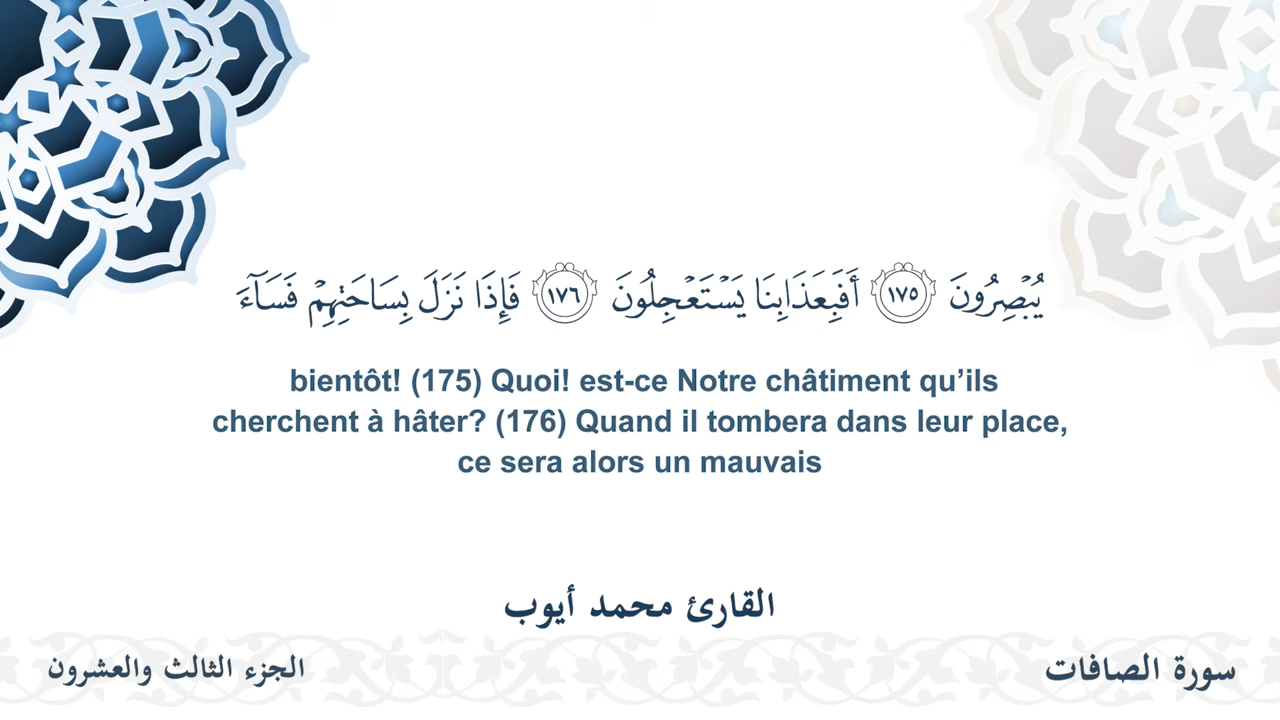 يُبۡصِرُونَ ١٧٥ أَفَبِعَذَابِنَا يَسۡتَعۡجِلُونَ ١٧٦ فَإِذَا نَزَلَ بِسَاحَتِهِمۡ فَسَآءَ
bientôt! (175) Quoi! est-ce Notre châtiment qu’ils
cherchent à hâter? (176) Quand il tombera dans leur place,
ce sera alors un mauvais
القارئ محمد أيوب
سورة الصافات
الجزء الثالث والعشرون